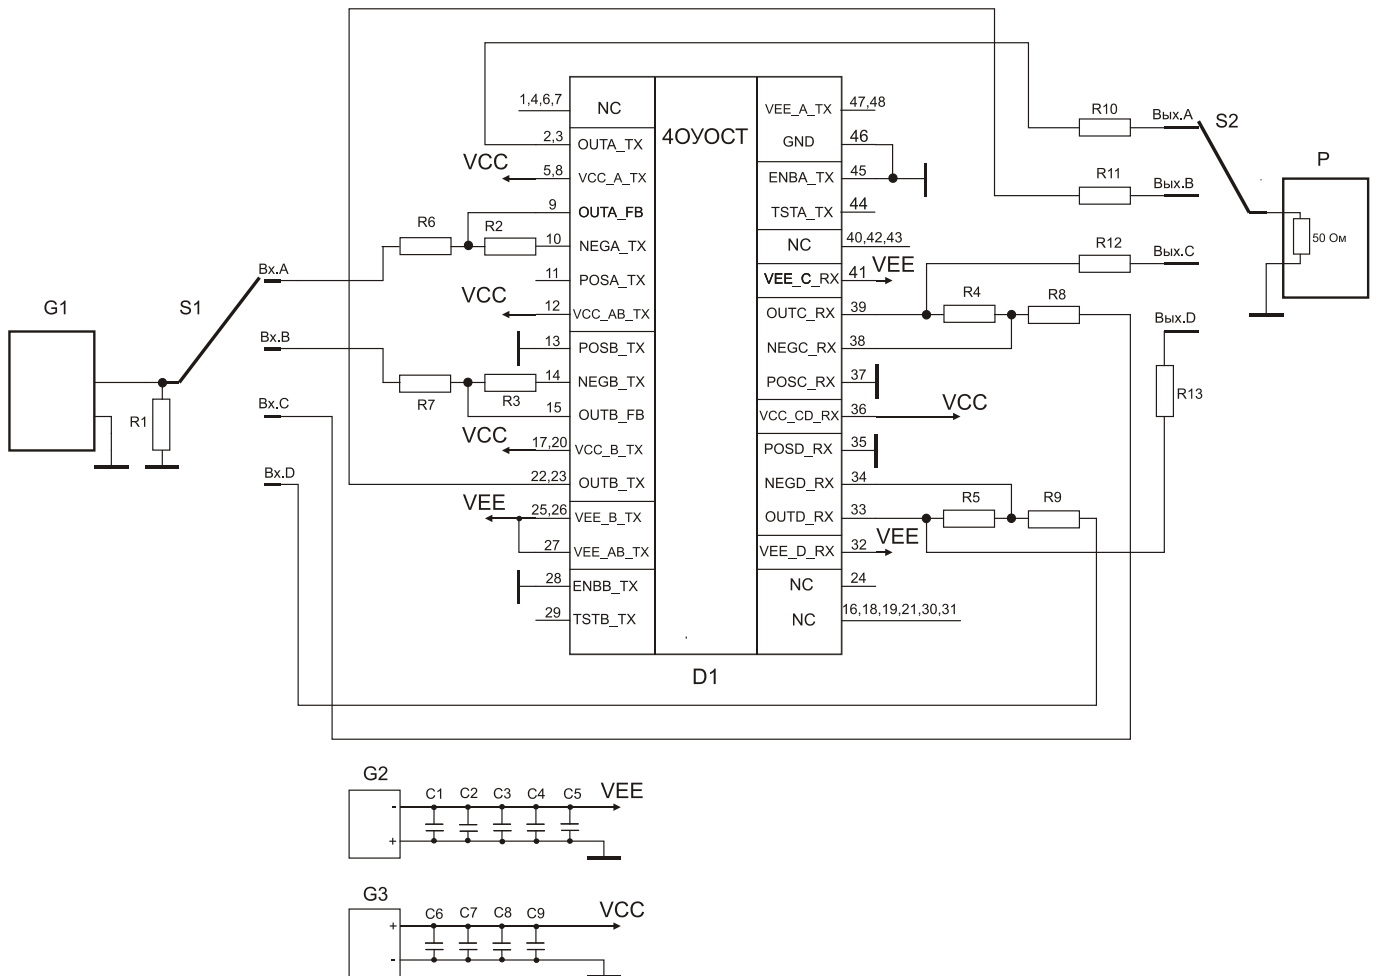 1,4,6,7
NC
2,3
OUTA_TX
VCC
5,8
VCC_A_TX
9
OUTA_FB
R6
R2
10
NEGA_TX
11
POSA_TX
VCC
12
VCC_AB_TX
13
POSB_TX
14
NEGB_TX
R7
R3
15
OUTB_FB
VCC
17,20
VCC_B_TX
22,23
OUTB_TX
VEE
25,26
VEE_B_TX
27
VEE_AB_TX
28
ENBB_TX
29
TSTB_TX
4ОУОСТ
D1
VEE_A_TX
47,48
GND
46
ENBA_TX
45
TSTA_TX
44
NC
40,42,43
VEE_C_RX
41
VEE
OUTC_RX
39
R4
R8
NEGC_RX
38
POSC_RX
37
VCC_CD_RX
36
VCC
POSD_RX
35
NEGD_RX
34
OUTD_RX
33
R5
R9
VEE_D_RX
32
VEE
NC
24
NC
16,18,19,21,30,31
G1
S1
R1
Вх.A
Вх.B
Вх.C
Вх.D
R10
Вых.A
S2
R11
Вых.B
R12
Вых.C
Вых.D
R13
P
50 Ом
G2
-
+
C1
C2
C3
C4
C5
VEE
G3
+
-
C6
C7
C8
C9
VCC